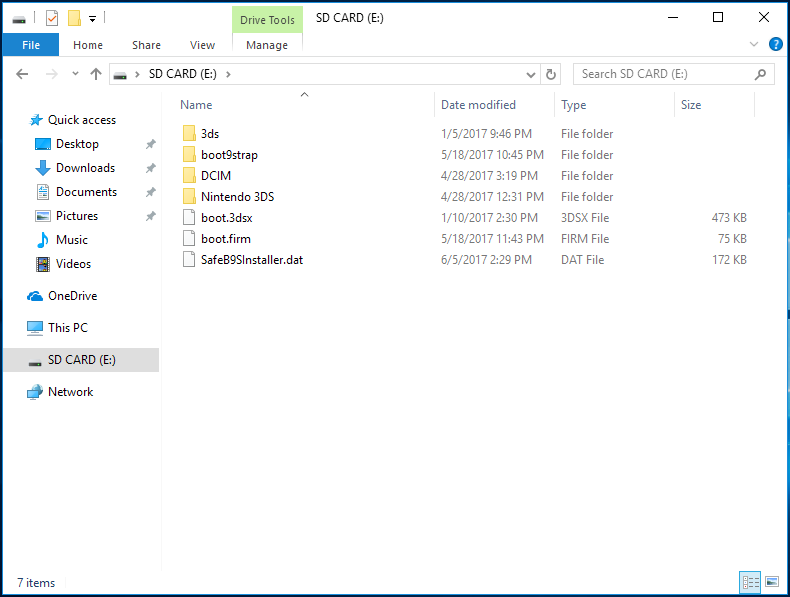 Drive Tools SD CARD (E:)
File Home Share View Manage
SD CARD (E:) Search SD CARD (E:)
Name Date modified Type Size
Quick access
Desktop
Downloads
Documents
Pictures
Music
Videos
OneDrive
This PC
SD CARD (E:)
Network
3ds 1/5/2017 9:46 PM File folder
boot9strap 5/18/2017 10:45 PM File folder
DCIM 4/28/2017 3:19 PM File folder
Nintendo 3DS 4/28/2017 12:31 PM File folder
boot.3dsx 1/10/2017 2:30 PM 3DSX File 473 KB
boot.firm 5/18/2017 11:43 PM FIRM File 75 KB
SafeB9SInstaller.dat 6/5/2017 2:29 PM DAT File 172 KB
7 items